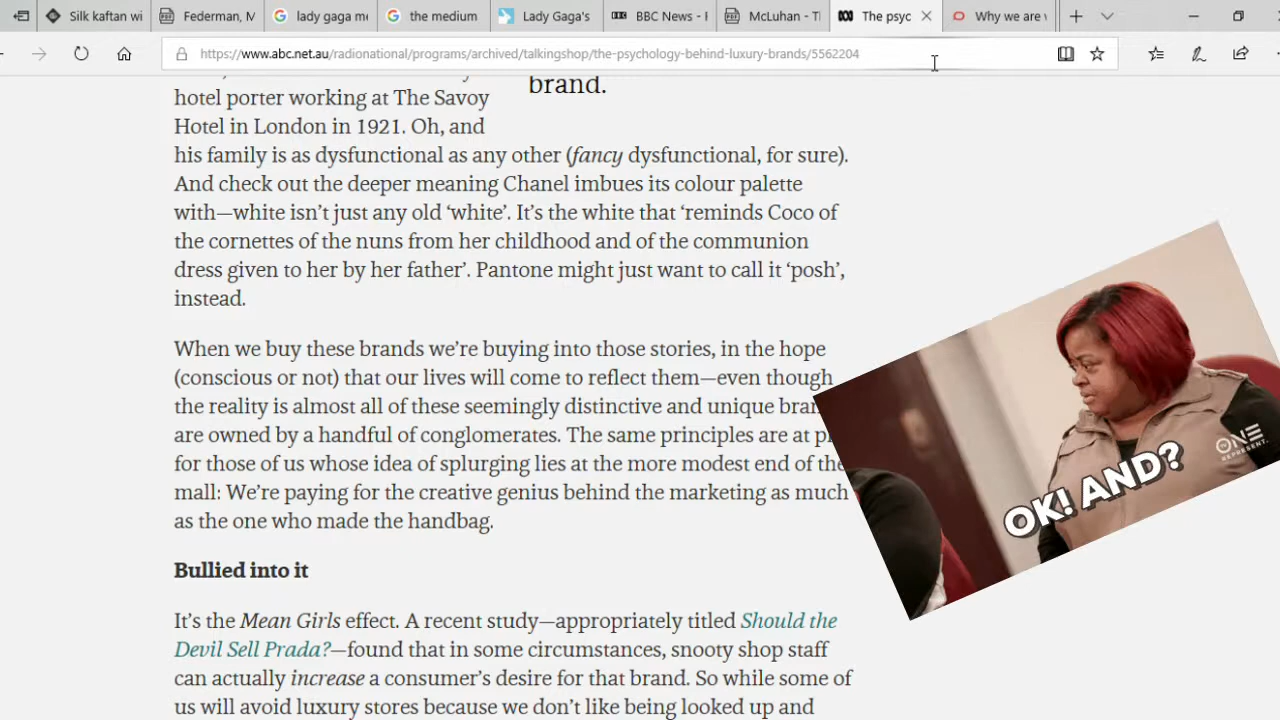 Silk kaftan wi
Federman, M
lady gaga me
the medium
Lady Gaga's
BBC News - F
McLuhan - Th
The psyc
Why we are v
https://www.abc.net.au/radionational/programs/archived/talkingshop/the-psychology-behind-luxury-brands/5562204
brand.
hotel porter working at The Savoy
Hotel in London in 1921. Oh, and
his family is as dysfunctional as any other (fancy dysfunctional, for sure).
And check out the deeper meaning Chanel imbues its colour palette
with—white isn't just any old ‘white’. It's the white that ‘reminds Coco of
the cornettes of the nuns from her childhood and of the communion
dress given to her by her father’. Pantone might just want to call it ‘posh’,
instead.
When we buy these brands we're buying into those stories, in the hope
(conscious or not) that our lives will come to reflect them—even though
the reality is almost all of these seemingly distinctive and unique bran
are owned by a handful of conglomerates. The same principles are at pl
for those of us whose idea of splurging lies at the more modest end of the
mall: We're paying for the creative genius behind the marketing as much
as the one who made the handbag.
OK! AND?
ONE
REPRESENT.
Bullied into it
It's the Mean Girls effect. A recent study—appropriately titled Should the
Devil Sell Prada?—found that in some circumstances, snooty shop staff
can actually increase a consumer's desire for that brand. So while some of
us will avoid luxury stores because we don't like being looked up and